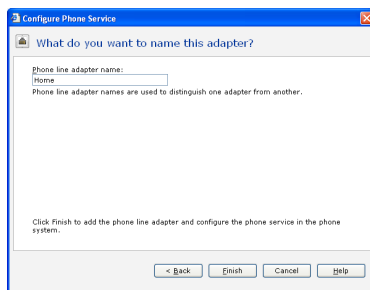 Configure Phone Service
What do you want to name this adapter?
Phone line adapter name:
Home
Phone line adapter names are used to distinguish one adapter from another.
Click Finish to add the phone line adapter and configure the phone service in the phone
system.
< Back Finish Cancel Help